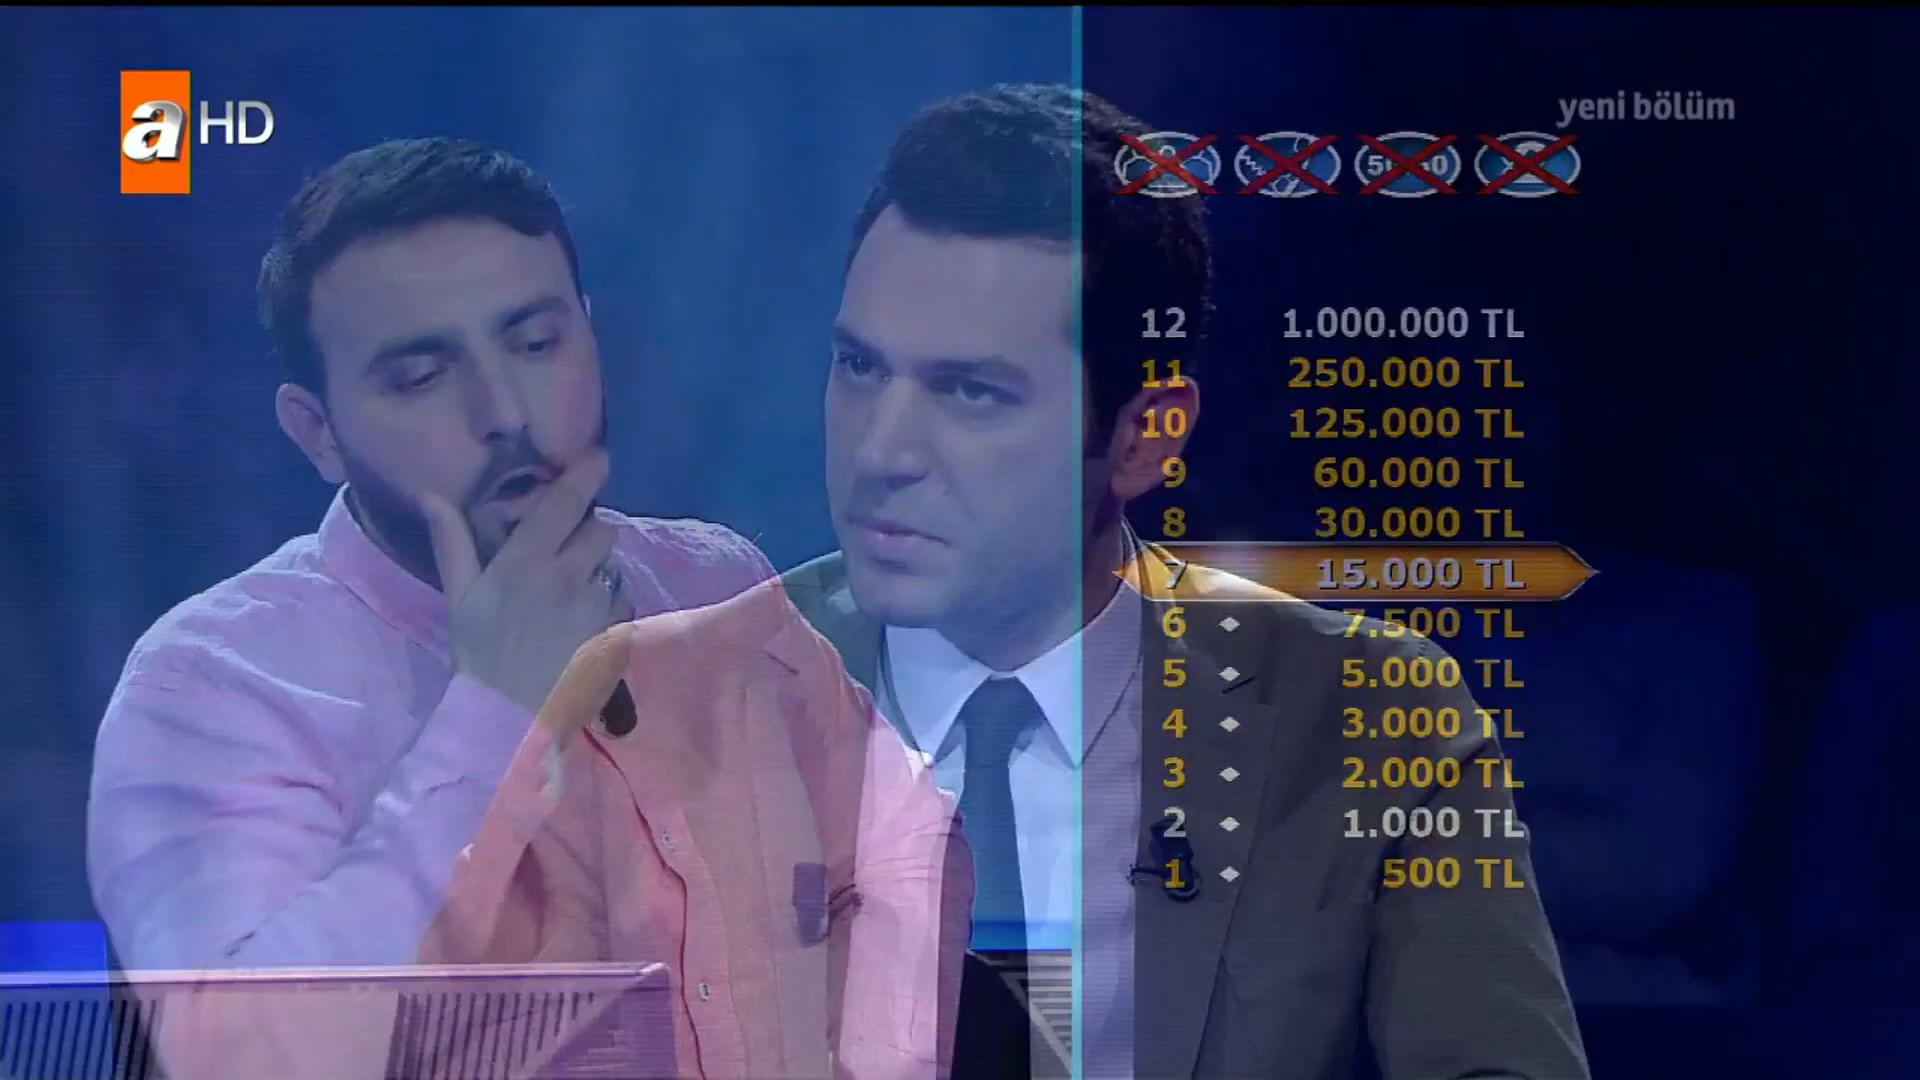 a HD
yeni bölüm
50:50
12 1.000.000 TL
11 250.000 TL
10 125.000 TL
9 60.000 TL
8 30.000 TL
7 15.000 TL
6 ◆ 7.500 TL
5 ◆ 5.000 TL
4 ◆ 3.000 TL
3 ◆ 2.000 TL
2 ◆ 1.000 TL
1 ◆ 500 TL